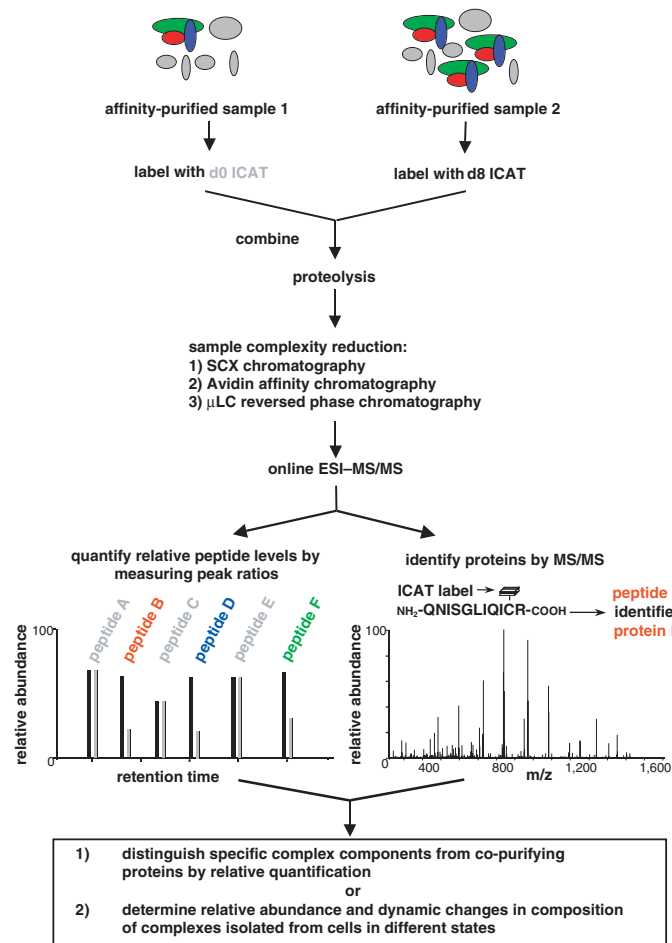 affinity-purified sample 1
affinity-purified sample 2
label with d0 ICAT
label with d8 ICAT
combine
proteolysis
sample complexity reduction:
1) SCX chromatography
2) Avidin affinity chromatography
3) μLC reversed phase chromatography
online ESI–MS/MS
quantify relative peptide levels by
measuring peak ratios
identify proteins by MS/MS
peptide A
peptide B
peptide C
peptide D
peptide E
peptide F
100
0
relative abundance
retention time
ICAT label
NH2-QNISGLIQICR-COOH
peptide
identifie
protein
100
0
relative abundance
0 400 800 1,200 1,600
m/z
1) distinguish specific complex components from co-purifying
proteins by relative quantification
or
2) determine relative abundance and dynamic changes in composition
of complexes isolated from cells in different states